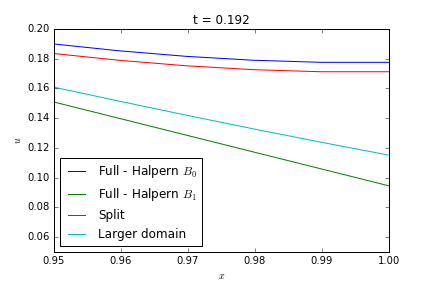 t = 0.192
0.20
0.18
0.16
0.14
0.12
0.10
0.08
0.06
u
Full - Halpern B₀
Full - Halpern B₁
Split
Larger domain
0.95 0.96 0.97 0.98 0.99 1.00
x